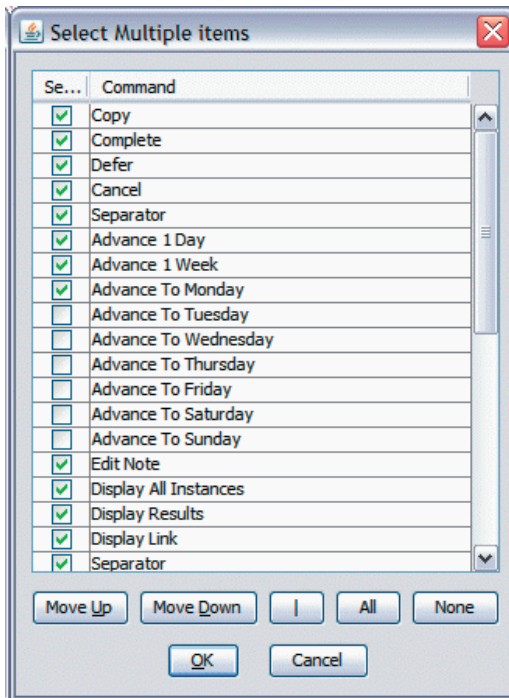 Select Multiple items
Se... Command
Copy
Complete
Defer
Cancel
Separator
Advance 1 Day
Advance 1 Week
Advance To Monday
Advance To Tuesday
Advance To Wednesday
Advance To Thursday
Advance To Friday
Advance To Saturday
Advance To Sunday
Edit Note
Display All Instances
Display Results
Display Link
Separator
Move Up Move Down | All None
OK Cancel